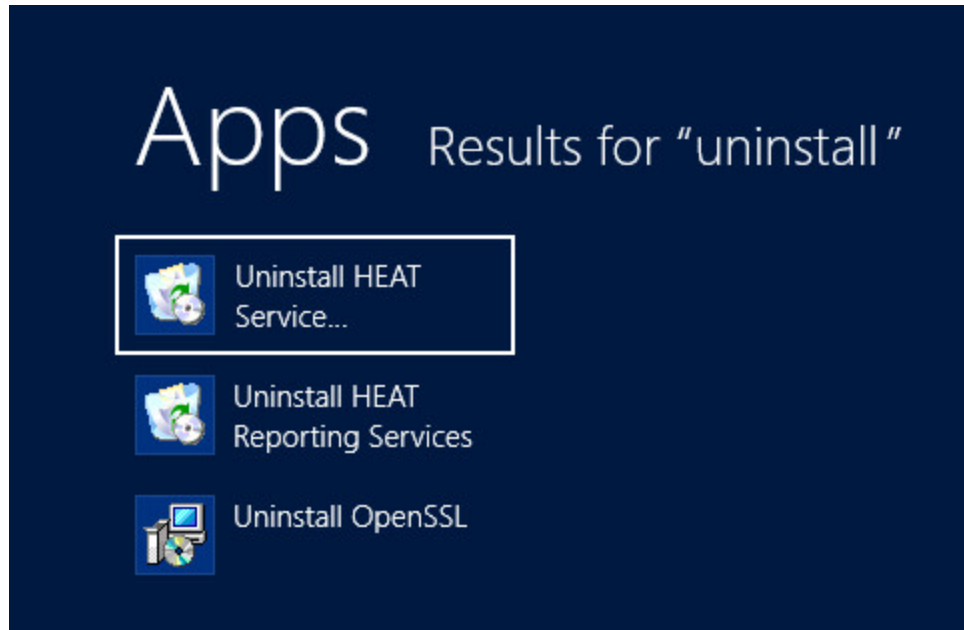 Apps Results for “uninstall”
Uninstall HEAT
Service...
Uninstall HEAT
Reporting Services
Uninstall OpenSSL